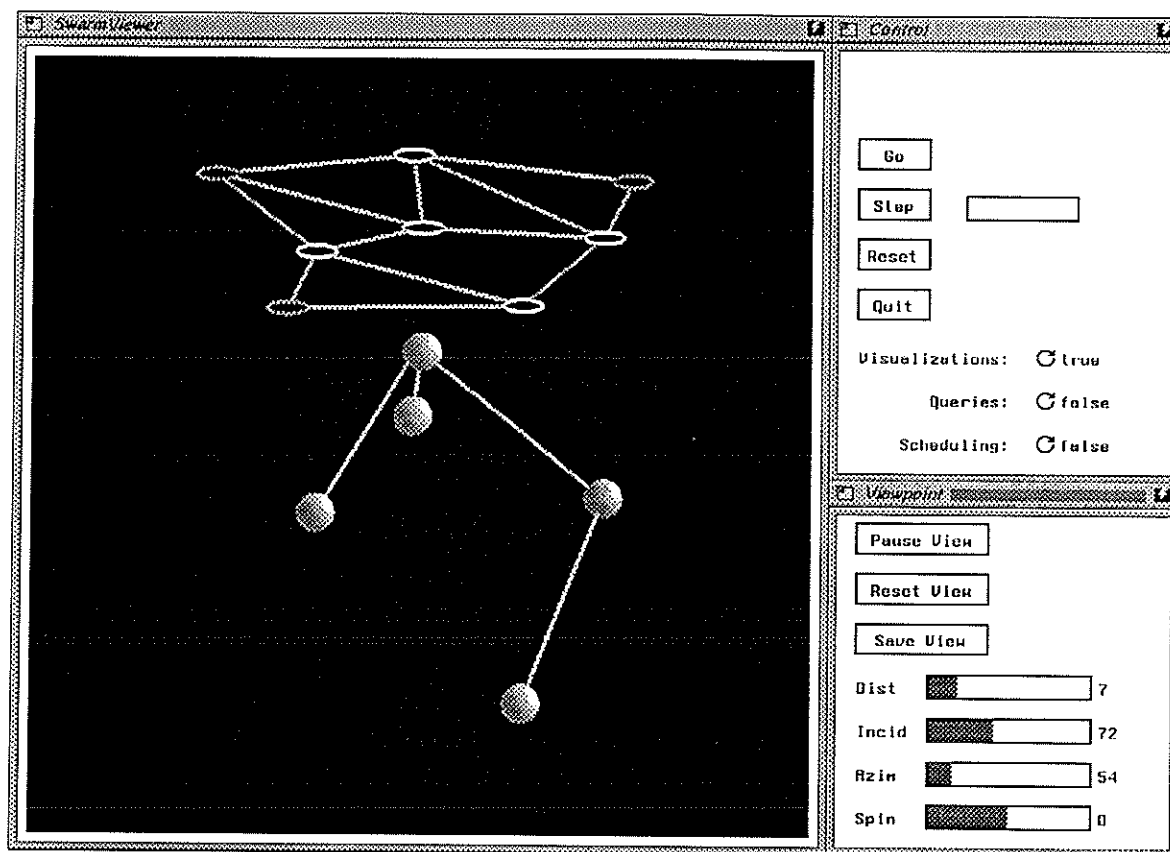 SwarmViewer
Control
Go
Step
Reset
Quit
Visualizations: true
Queries: false
Scheduling: false
Viewpoint
Pause View
Reset View
Save View
Dist 7
Incid 72
Azim 54
Spin 0